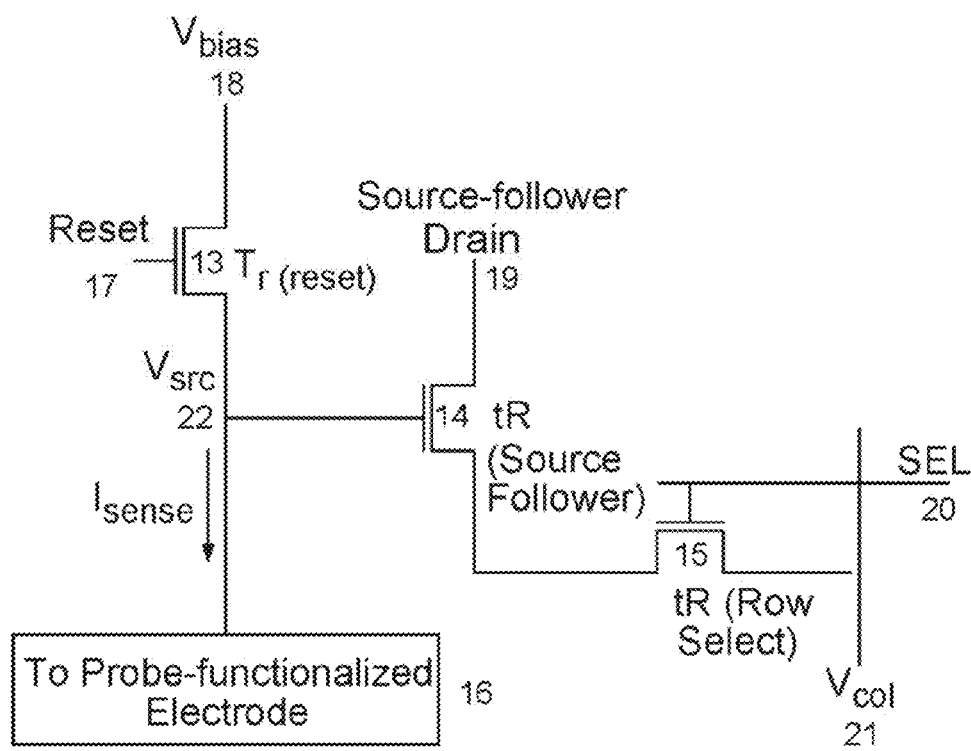 Vbias
18
Source-follower
Drain
19
Reset
17
13
Tr (reset)
Vsrc
22
14
tR
(Source
Follower)
SEL
20
Isense
15
tR (Row
Select)
To Probe-functionalized
Electrode
16
Vcol
21